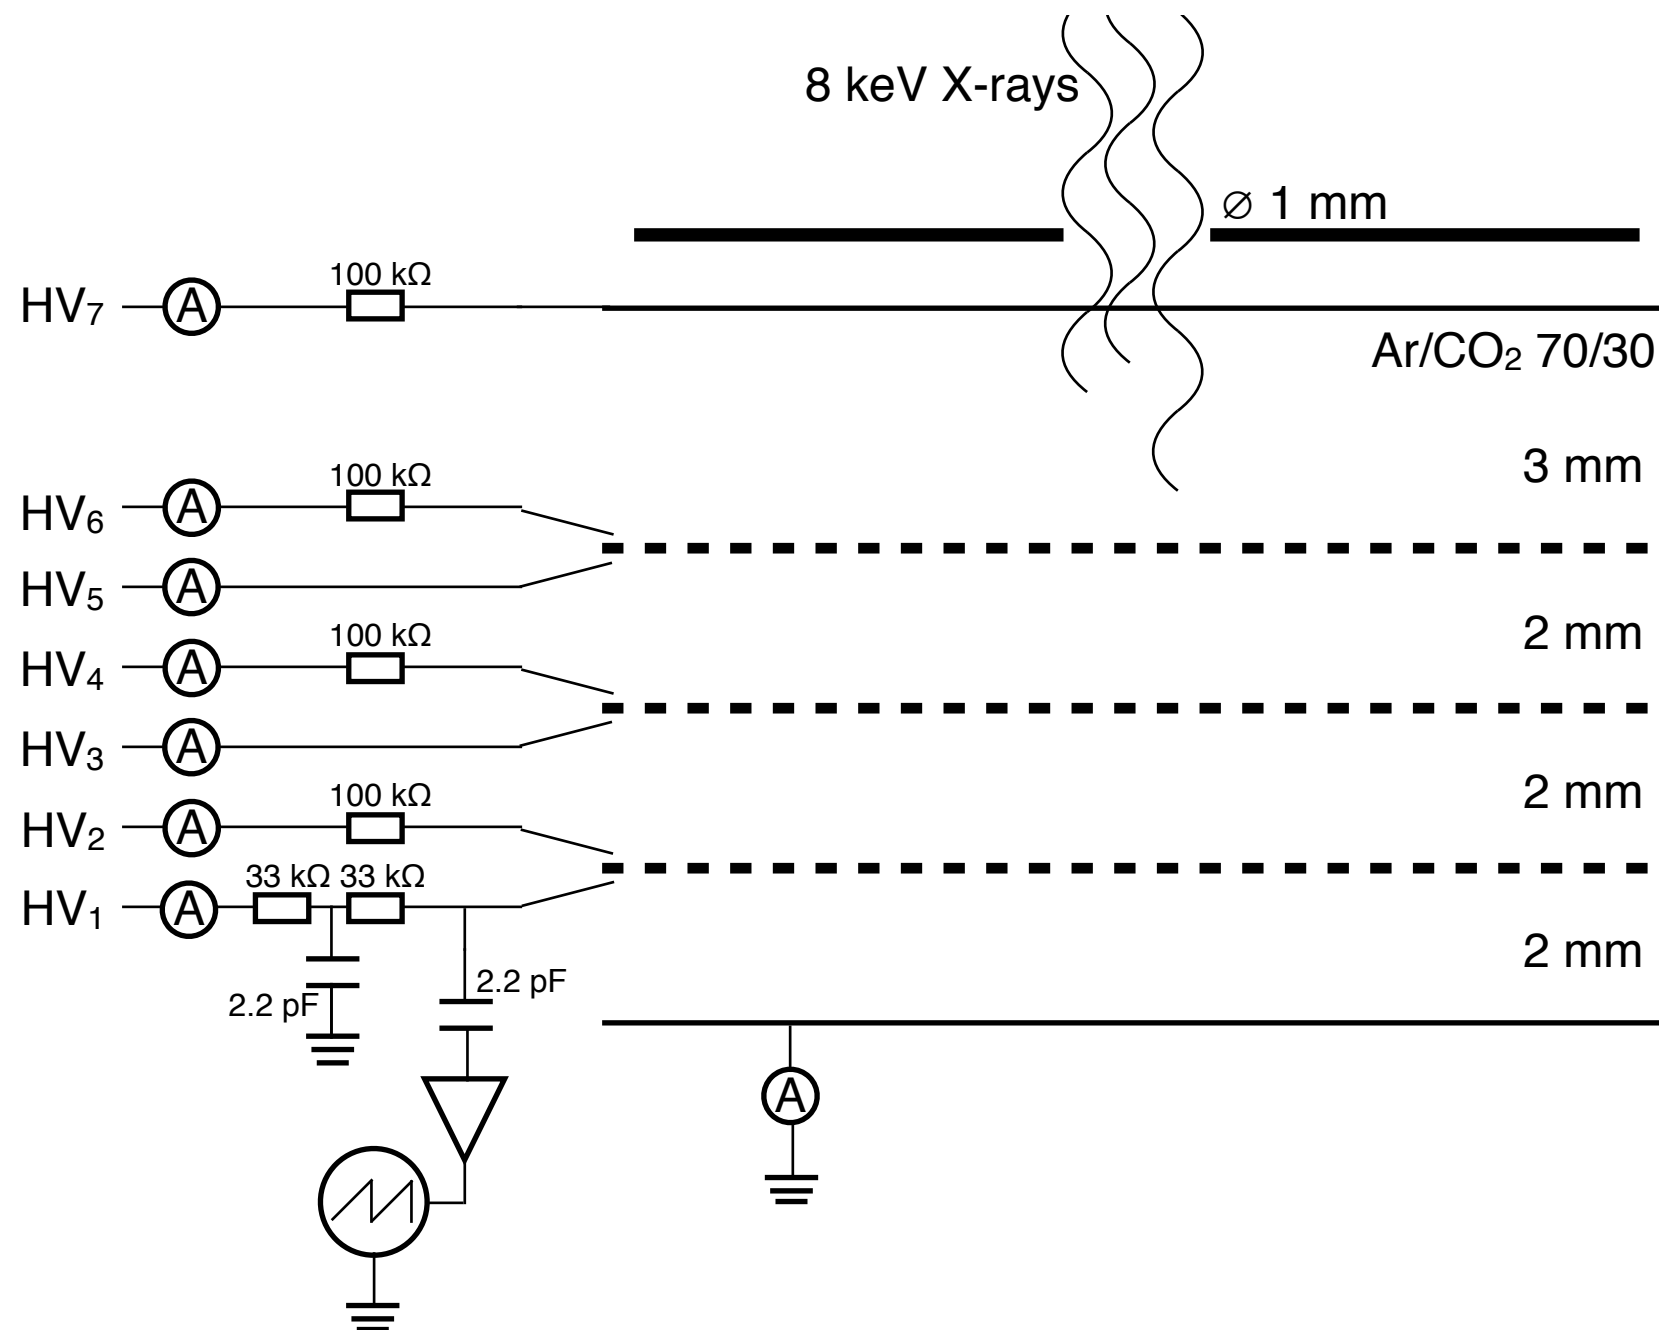 8 keV X-rays
∅ 1 mm
100 kΩ
HV₇ A
Ar/CO₂ 70/30
100 kΩ
3 mm
HV₆ A
HV₅ A
100 kΩ
2 mm
HV₄ A
HV₃ A
100 kΩ
2 mm
HV₂ A
33 kΩ 33 kΩ
HV₁ A
2 mm
2.2 pF
2.2 pF
A